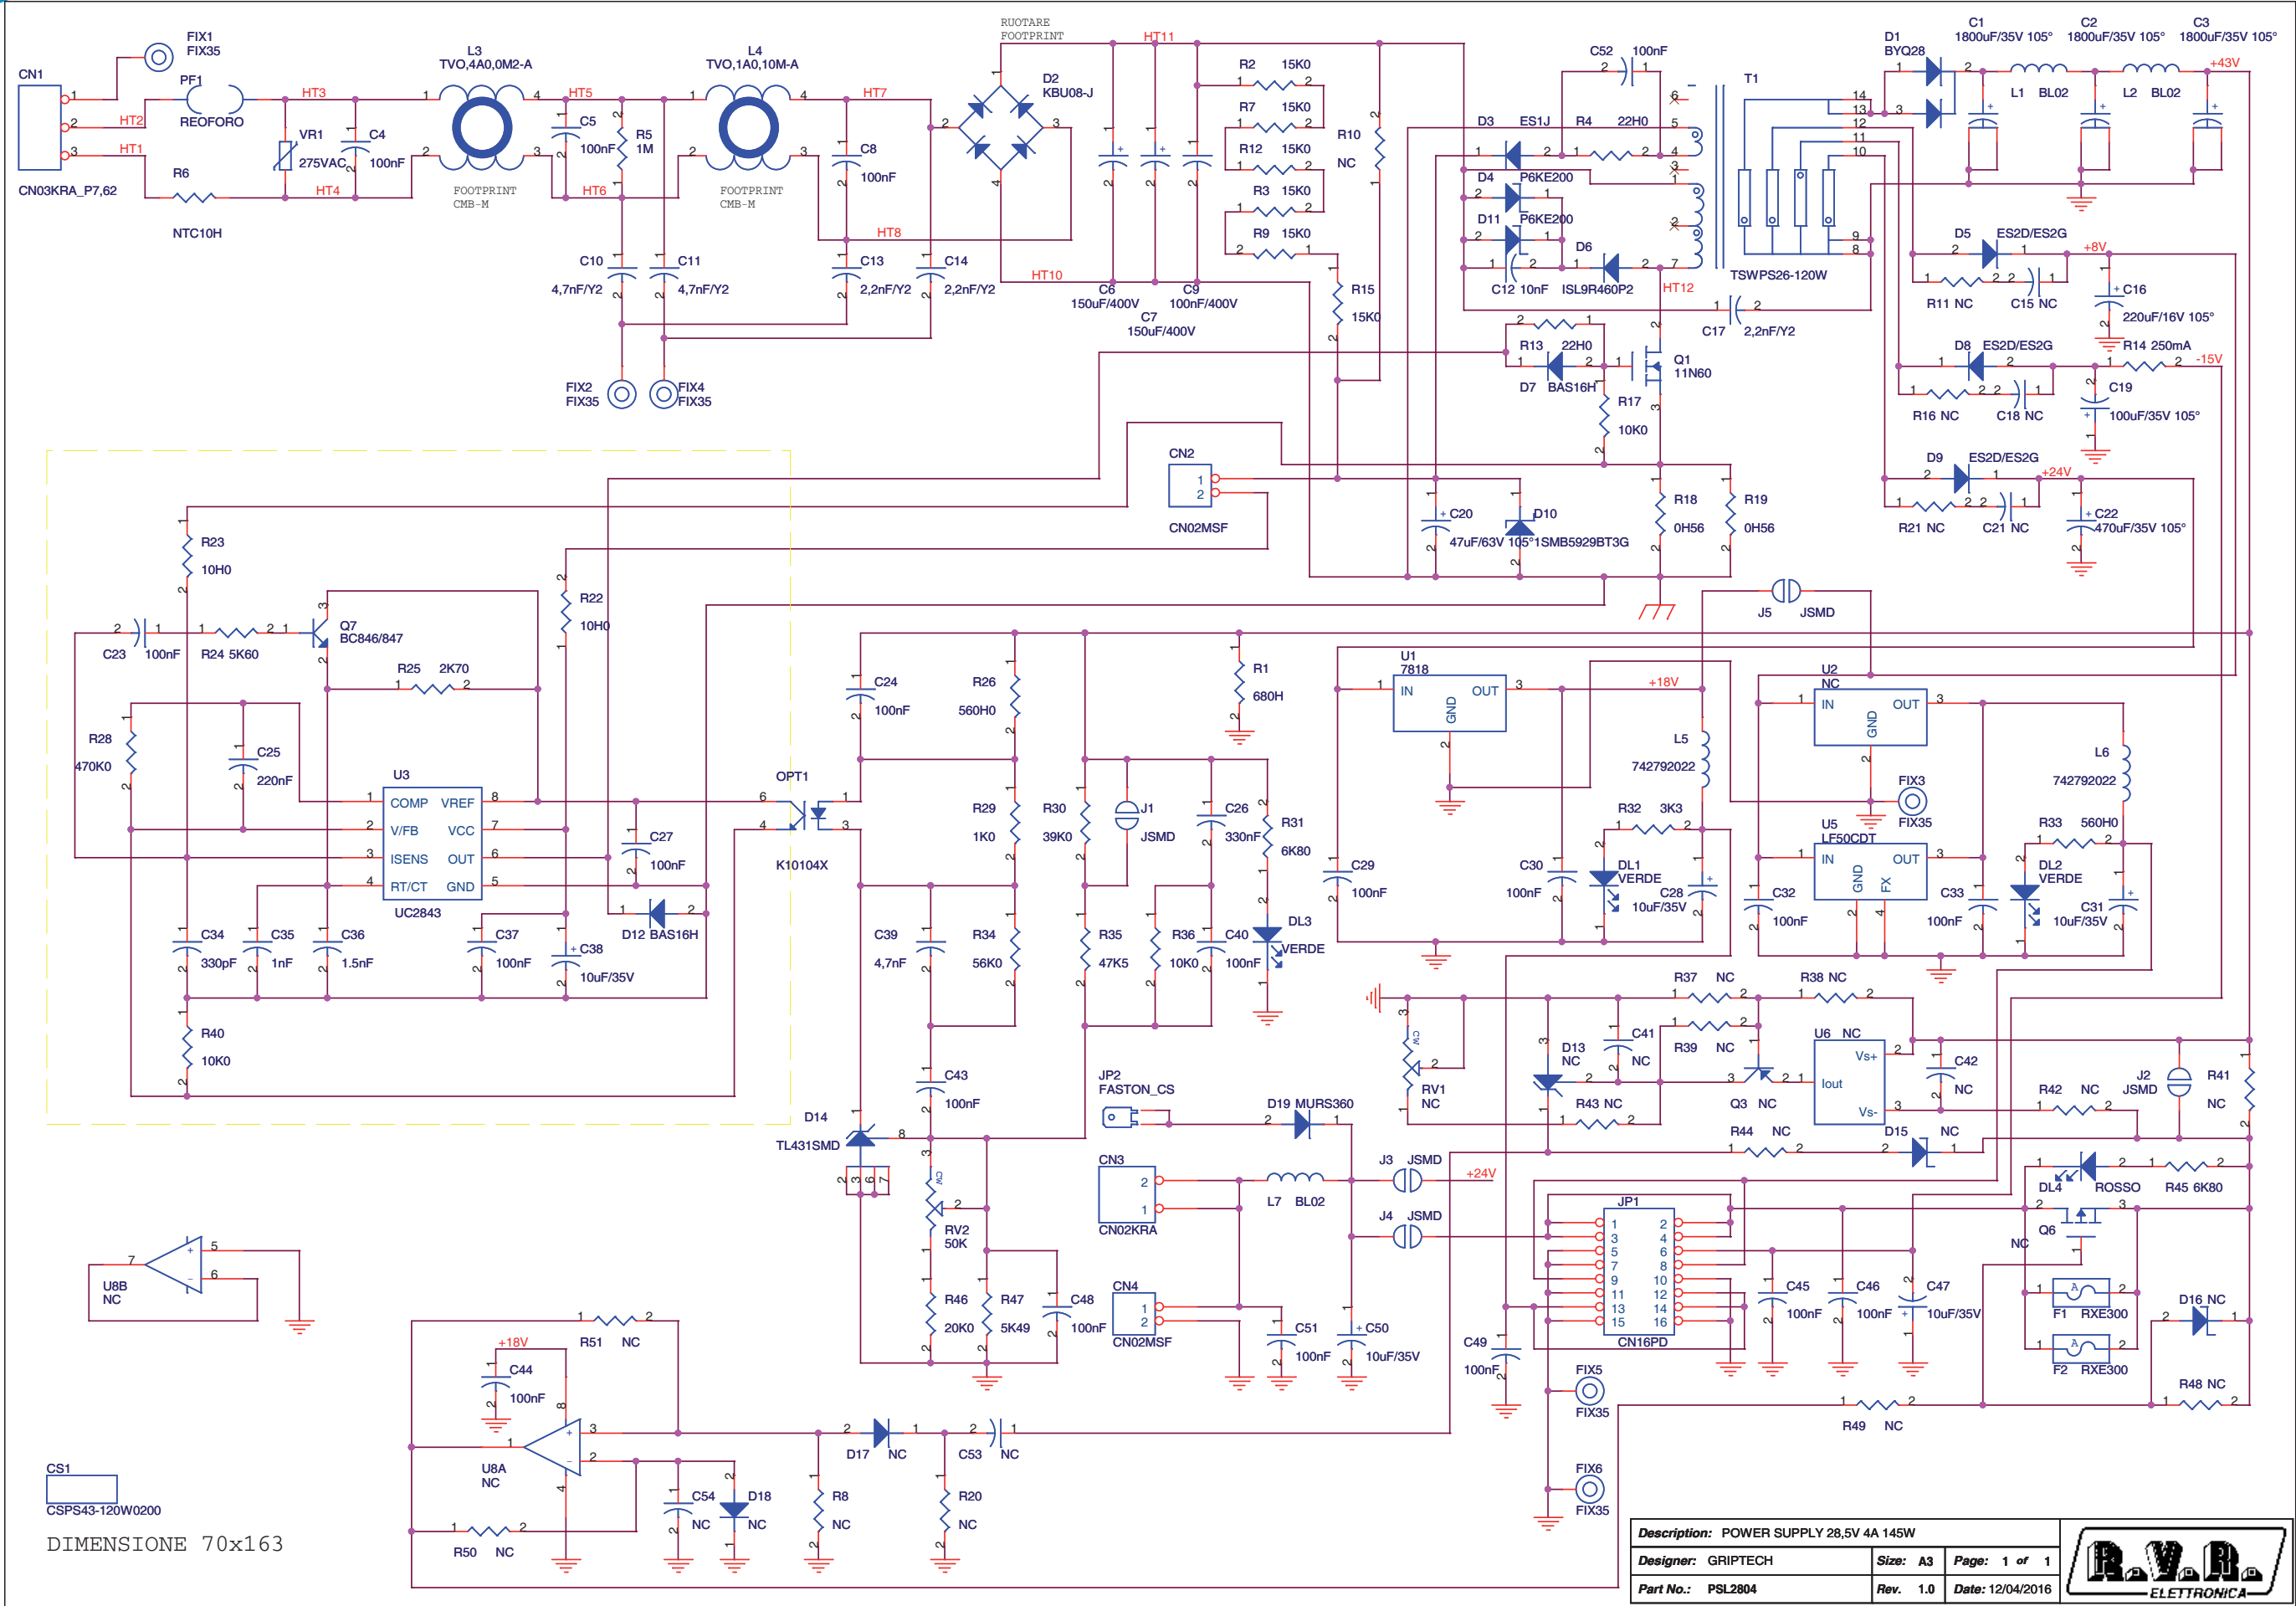 RUOTARE
FOOTPRINT
FIX1
FIX35
CN1
PF1
REOFORO
HT3
HT2
HT1
HT4
CN03KRA_P7,62
R6
NTC10H
VR1
275VAC
C4
100nF
L3
TVO,4A0,0M2-A
FOOTPRINT
CMB-M
HT5
HT6
C5
100nF
R5
1M
L4
TVO,1A0,10M-A
FOOTPRINT
CMB-M
HT7
HT8
C8
100nF
C10
4,7nF/Y2
C11
4,7nF/Y2
C13
2,2nF/Y2
C14
2,2nF/Y2
FIX2
FIX35
FIX4
FIX35
D2
KBU08-J
HT11
HT10
C6
150uF/400V
C7
150uF/400V
C9
100nF/400V
R2 15K0
R7 15K0
R12 15K0
R3 15K0
R9 15K0
R10
NC
R15
15K0
C52 100nF
D3 ES1J
R4 22H0
D4 P6KE200
D11 P6KE200
D6
ISL9R460P2
C12 10nF
HT12
T1
TSWPS26-120W
C17 2,2nF/Y2
R13 22H0
D7 BAS16H
Q1
11N60
R17
10K0
D1
BYQ28
C1
1800uF/35V 105°
C2
1800uF/35V 105°
C3
1800uF/35V 105°
+43V
L1 BL02
L2 BL02
D5 ES2D/ES2G
+8V
R11 NC
C15 NC
C16
220uF/16V 105°
D8 ES2D/ES2G
R14 250mA
-15V
R16 NC
C18 NC
C19
100uF/35V 105°
D9 ES2D/ES2G
+24V
R21 NC
C21 NC
C22
470uF/35V 105°
CN2
CN02MSF
C20
47uF/63V 105°
D10
1SMB5929BT3G
R18
0H56
R19
0H56
R23
10H0
R22
10H0
Q7
BC846/847
C23 100nF
R24 5K60
R25 2K70
R28
470K0
C25
220nF
U3
COMP VREF
V/FB VCC
ISENS OUT
RT/CT GND
UC2843
C27
100nF
D12 BAS16H
C34
330pF
C35
1nF
C36
1.5nF
C37
100nF
C38
10uF/35V
R40
10K0
OPT1
K10104X
C24
100nF
R26
560H0
R29
1K0
R30
39K0
J1
JSMD
C26
330nF
R31
6K80
R1
680H
C39
4,7nF
R34
56K0
R35
47K5
R36
10K0
C40
100nF
DL3
VERDE
C43
100nF
D14
TL431SMD
RV2
50K
R46
20K0
R47
5K49
C48
100nF
J5 JSMD
U1
7818
IN OUT
GND
+18V
L5
742792022
R32 3K3
C29
100nF
C30
100nF
DL1
VERDE
C28
10uF/35V
U2
NC
IN OUT
GND
FIX3
FIX35
U5
LF50CDT
IN OUT
GND FX
L6
742792022
R33 560H0
C32
100nF
C33
100nF
DL2
VERDE
C31
10uF/35V
R37 NC
R38 NC
R39 NC
C41
NC
D13
NC
RV1
NC
R43 NC
Q3 NC
U6 NC
Vs+
Iout
Vs-
C42
NC
R42 NC
J2
JSMD
R41
NC
R44 NC
D15 NC
JP2
FASTON_CS
D19 MURS360
CN3
CN02KRA
L7 BL02
J3 JSMD
+24V
J4 JSMD
CN4
CN02MSF
C51
100nF
C50
10uF/35V
C49
100nF
JP1
1 2
3 4
5 6
7 8
9 10
11 12
13 14
15 16
CN16PD
C45
100nF
C46
100nF
C47
10uF/35V
DL4 ROSSO
R45 6K80
Q6
NC
F1 RXE300
F2 RXE300
D16 NC
R48 NC
R49 NC
FIX5
FIX35
FIX6
FIX35
U8B
NC
R51 NC
+18V
C44
100nF
U8A
NC
R50 NC
C54
NC
D18
NC
D17 NC
R8
NC
C53 NC
R20
NC
CS1
CSPS43-120W0200
DIMENSIONE 70x163
Description: POWER SUPPLY 28,5V 4A 145W
Designer: GRIPTECH Size: A3 Page: 1 of 1
Part No.: PSL2804 Rev. 1.0 Date: 12/04/2016
R.V.R.
ELETTRONICA